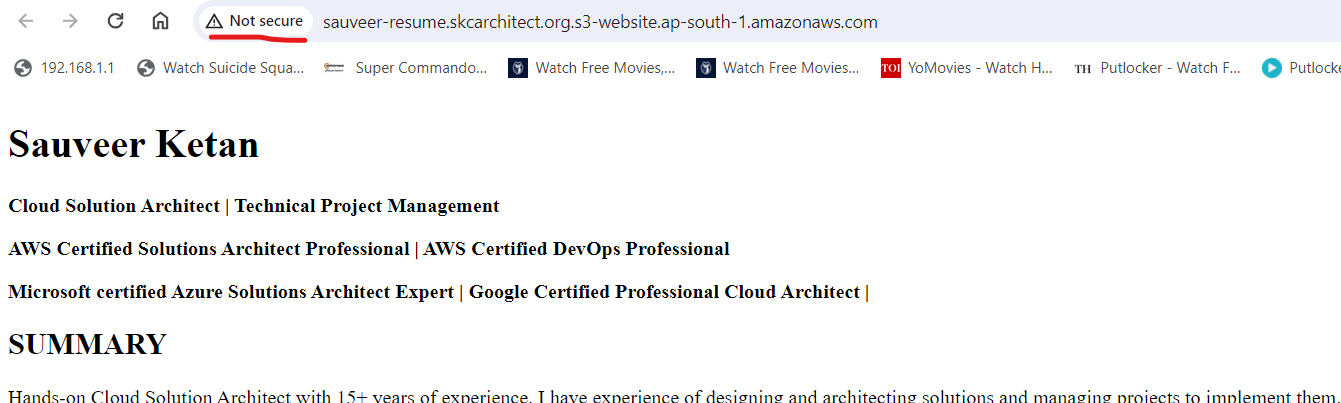 Not secure sauveer-resume.skcarchitect.org.s3-website.ap-south-1.amazonaws.com
192.168.1.1 Watch Suicide Squa... Super Commando... Watch Free Movies,... Watch Free Movies... TOI YoMovies - Watch H... TH Putlocker - Watch F... Putlocke
Sauveer Ketan
Cloud Solution Architect | Technical Project Management
AWS Certified Solutions Architect Professional | AWS Certified DevOps Professional
Microsoft certified Azure Solutions Architect Expert | Google Certified Professional Cloud Architect |
SUMMARY
Hands-on Cloud Solution Architect with 15+ years of experience. I have experience of designing and architecting solutions and managing projects to implement them.